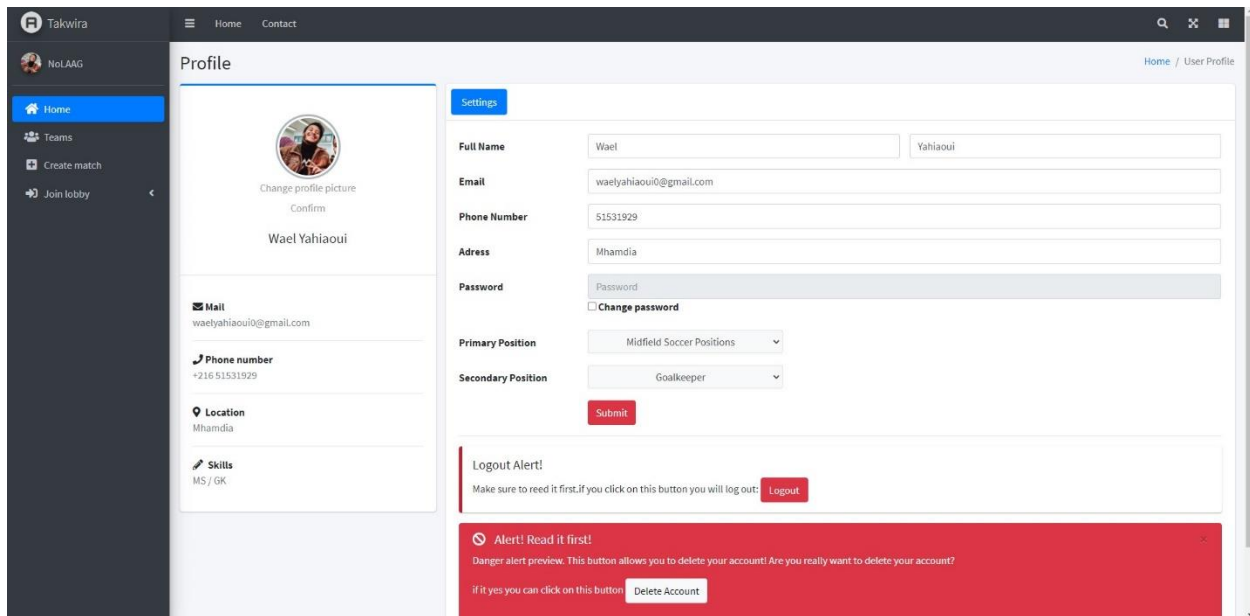 Takwira
Home Contact
NoLAAG
Home
Teams
Create match
Join lobby
Profile
Home / User Profile
Change profile picture
Confirm
Wael Yahiaoui
Mail
waelyahiaoui0@gmail.com
Phone number
+216 51531929
Location
Mhamdia
Skills
MS / GK
Settings
Full Name Wael Yahiaoui
Email waelyahiaoui0@gmail.com
Phone Number 51531929
Adress Mhamdia
Password Password
Change password
Primary Position Midfield Soccer Positions
Secondary Position Goalkeeper
Submit
Logout Alert!
Make sure to reed it first.if you click on this button you will log out: Logout
Alert! Read it first! x
Danger alert preview. This button allows you to delete your account! Are you really want to delete your account?
if it yes you can click on this button Delete Account